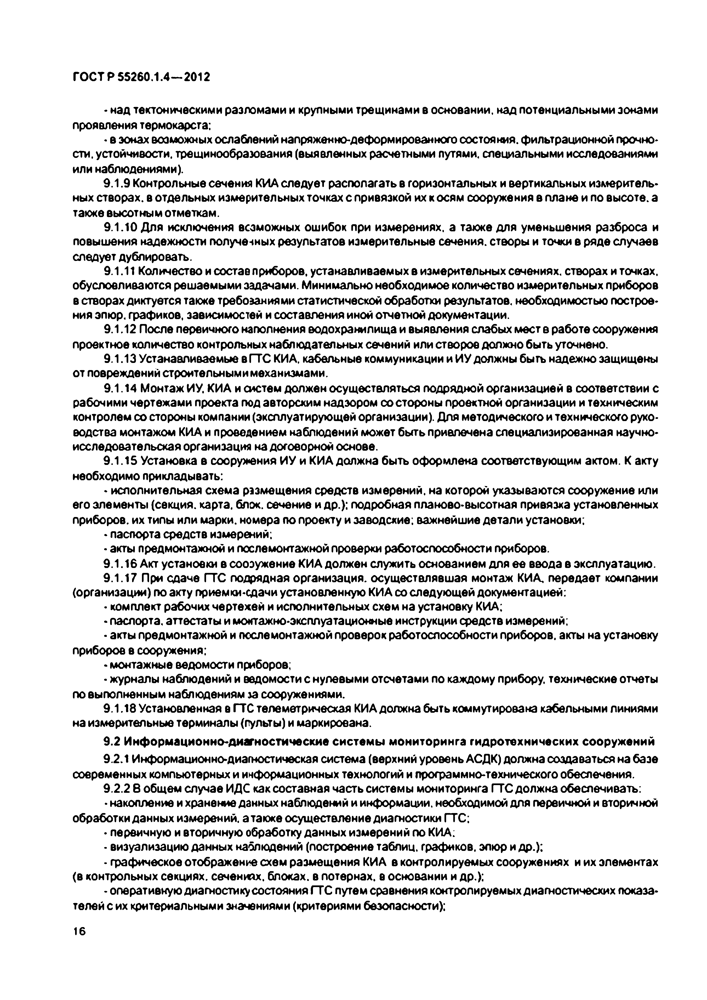 ГОСТ Р 55260.1.4—2012
- над тектоническими разломами и крупными трещинами в основании, над потенциальными зонами
проявления термокарста;
- в зонах возможных ослаблений напряженно-деформированного состояния, фильтрационной прочно-
сти, устойчивости, трещинообразования (выявленных расчетными путями, специальными исследованиями
или наблюдениями).
9.1.9 Контрольные сечения КИА следует располагать в горизонтальных и вертикальных измеритель-
ных створах, в отдельных измерительных точках с привязкой их к осям сооружения в плане и по высоте, а
также высотным отметкам.
9.1.10 Для исключения возможных ошибок при измерениях, а также для уменьшения разброса и
повышения надежности полученных результатов измерительные сечения, створы и точки в ряде случаев
следует дублировать.
9.1.11 Количество и состав приборов, устанавливаемых в измерительных сечениях, створах и точках,
обусловливаются решаемыми задачами. Минимально необходимое количество измерительных приборов
в створах диктуется также требованиями статистической обработки результатов, необходимостью построе-
ния эпюр, графиков, зависимостей и составления иной отчетной документации.
9.1.12 После первичного наполнения водохранилища и выявления слабых мест в работе сооружения
проектное количество контрольных наблюдательных сечений или створов должно быть уточнено.
9.1.13 Устанавливаемые в ГТС КИА, кабельные коммуникации и ИУ должны быть надежно защищены
от повреждений строительными механизмами.
9.1.14 Монтаж ИУ, КИА и систем должен осуществляться подрядной организацией в соответствии с
рабочими чертежами проекта под авторским надзором со стороны проектной организации и техническим
контролем со стороны компании (эксплуатирующей организации). Для методического и технического руко-
водства монтажом КИА и проведением наблюдений может быть привлечена специализированная научно-
исследовательская организация на договорной основе.
9.1.15 Установка в сооружения ИУ и КИА должна быть оформлена соответствующим актом. К акту
необходимо прикладывать:
- исполнительная схема размещения средств измерений, на которой указываются сооружение или
его элементы (секция, карта, блок, сечение и др.); подробная планово-высотная привязка установленных
приборов, их типы или марки, номера по проекту и заводские; важнейшие детали установки;
- паспорта средств измерений;
- акты предмонтажной и послемонтажной проверки работоспособности приборов.
9.1.16 Акт установки в сооружение КИА должен служить основанием для ее ввода в эксплуатацию.
9.1.17 При сдаче ГТС подрядная организация, осуществлявшая монтаж КИА, передает компании
(организации) по акту приемки-сдачи установленную КИА со следующей документацией:
- комплект рабочих чертежей и исполнительных схем на установку КИА;
- паспорта, аттестаты и монтажно-эксплуатационные инструкции средств измерений;
- акты предмонтажной и послемонтажной проверок работоспособности приборов, акты на установку
приборов в сооружения;
- монтажные ведомости приборов;
- журналы наблюдений и ведомости с нулевыми отсчетами по каждому прибору, технические отчеты
по выполненным наблюдениям за сооружениями.
9.1.18 Установленная в ГТС телеметрическая КИА должна быть коммутирована кабельными линиями
на измерительные терминалы (пульты) и маркирована.
9.2 Информационно-диагностические системы мониторинга гидротехнических сооружений
9.2.1 Информационно-диагностическая система (верхний уровень АСДК) должна создаваться на базе
современных компьютерных и информационных технологий и программно-технического обеспечения.
9.2.2 В общем случае ИДС как составная часть системы мониторинга ГТС должна обеспечивать:
- накопление и хранение данных наблюдений и информации, необходимой для первичной и вторичной
обработки данных измерений, а также осуществление диагностики ГТС;
- первичную и вторичную обработку данных измерений по КИА;
- визуализацию данных наблюдений (построение таблиц, графиков, эпюр и др.);
- графическое отображение схем размещения КИА в контролируемых сооружениях и их элементах
(в контрольных секциях, сечениях, блоках, в потернах, в основании и др.);
- оперативную диагностику состояния ГТС путем сравнения контролируемых диагностических показа-
телей с их критериальными значениями (критериями безопасности);
16